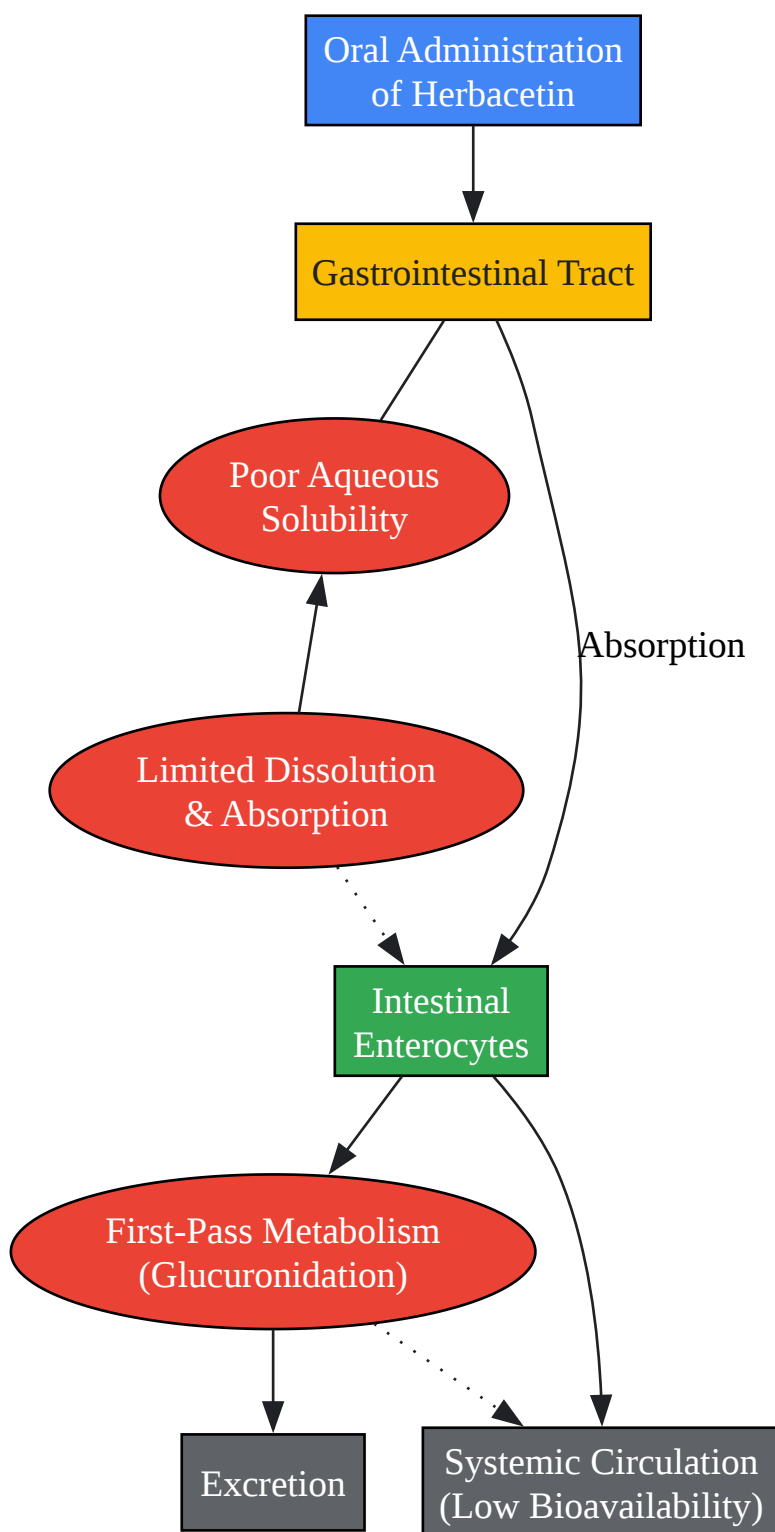 Oral Administration
of Herbacetin
Gastrointestinal Tract
Poor Aqueous
Solubility
Absorption
Limited Dissolution
& Absorption
Intestinal
Enterocytes
First-Pass Metabolism
(Glucuronidation)
Excretion
Systemic Circulation
(Low Bioavailability)